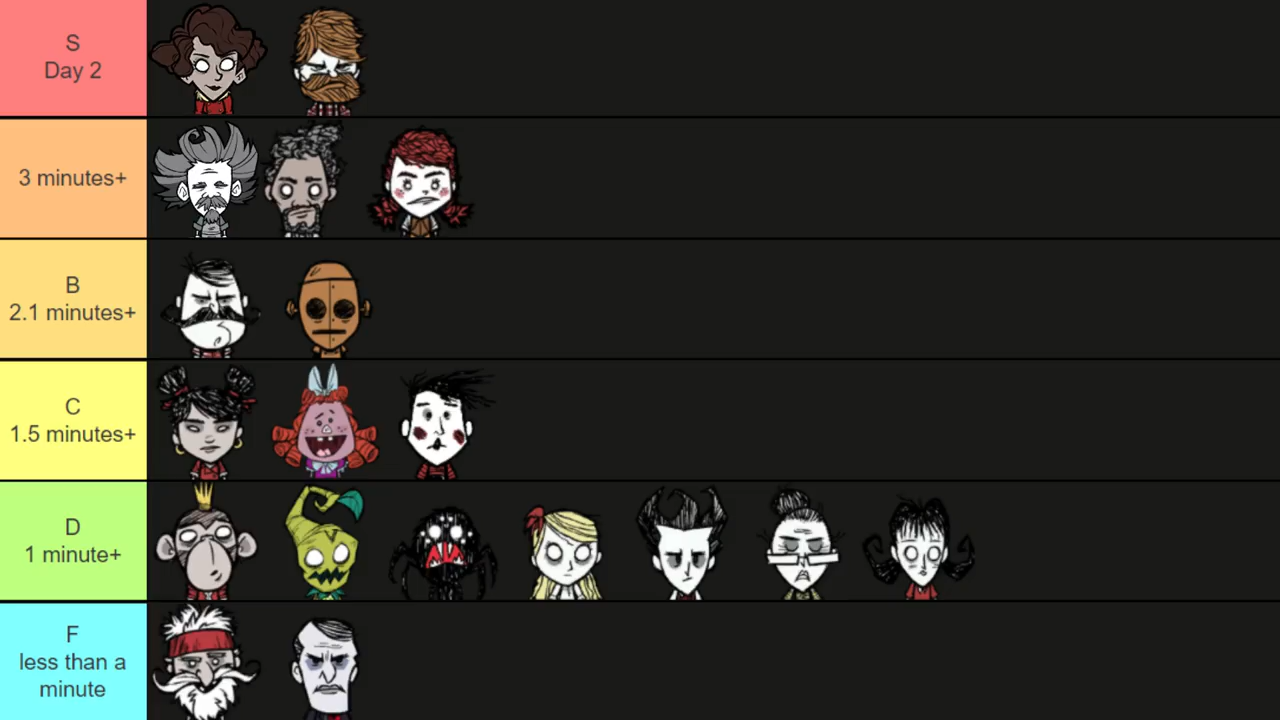 S
Day 2
3 minutes+
B
2.1 minutes+
C
1.5 minutes+
D
1 minute+
F
less than a
minute